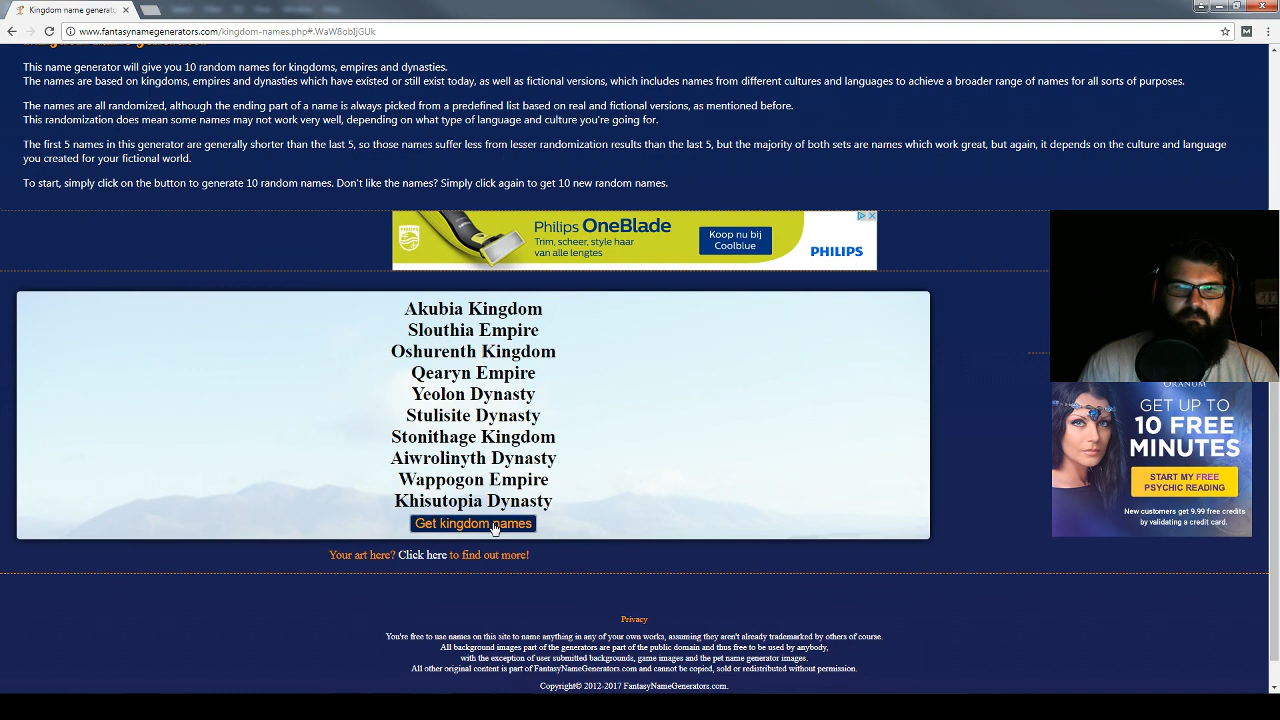 Kingdom name generato
www.fantasynamegenerators.com/kingdom-names.php#.WaW8obIjGUk
This name generator will give you 10 random names for kingdoms, empires and dynasties.
The names are based on kingdoms, empires and dynasties which have existed or still exist today, as well as fictional versions, which includes names from different cultures and languages to achieve a broader range of names for all sorts of purposes.
The names are all randomized, although the ending part of a name is always picked from a predefined list based on real and fictional versions, as mentioned before.
This randomization does mean some names may not work very well, depending on what type of language and culture you're going for.
The first 5 names in this generator are generally shorter than the last 5, so those names suffer less from lesser randomization results than the last 5, but the majority of both sets are names which work great, but again, it depends on the culture and language
you created for your fictional world.
To start, simply click on the button to generate 10 random names. Don't like the names? Simply click again to get 10 new random names.
Philips OneBlade
Trim, scheer, style haar
van alle lengtes
Koop nu bij
Coolblue
PHILIPS
Akubia Kingdom
Slouthia Empire
Oshurenth Kingdom
Qearyn Empire
Yeolon Dynasty
Stulisite Dynasty
Stonithage Kingdom
Aiwrolinyth Dynasty
Wappogon Empire
Khisutopia Dynasty
Get kingdom names
Your art here? Click here to find out more!
ORANUM
GET UP TO
10 FREE
MINUTES
START MY FREE
PSYCHIC READING
New customers get 9.99 free credits
by validating a credit card.
Privacy
You're free to use names on this site to name anything in any of your own works, assuming they aren't already trademarked by others of course.
All background images part of the generators are part of the public domain and thus free to be used by anybody,
with the exception of user submitted backgrounds, game images and the pet name generator images.
All other original content is part of FantasyNameGenerators.com and cannot be copied, sold or redistributed without permission.
Copyright© 2012-2017 FantasyNameGenerators.com.